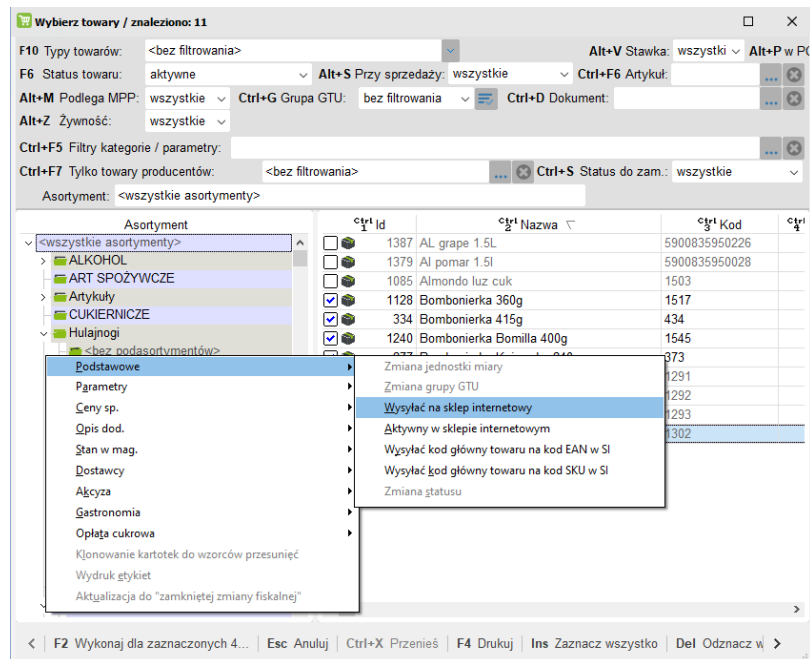 Wybierz towary / znaleziono: 11
F10 Typy towarów: <bez filtrowania> Alt+V Stawka: wszystki Alt+P w
F6 Status towaru: aktywne Alt+S Przy sprzedaży: wszystkie Ctrl+F6 Artykuł: ...
Alt+M Podlega MPP: wszystkie Ctrl+G Grupa GTU: bez filtrowania Ctrl+D Dokument: ...
Alt+Z Żywność: wszystkie
Ctrl+F5 Filtry kategorie / parametry: ...
Ctrl+F7 Tylko towary producentów: <bez filtrowania> ... Ctrl+S Status do zam.: wszystkie
Asortyment: <wszystkie asortymenty>
Asortyment Ctrl 1 Id Ctrl 2 Nazwa Ctrl 3 Kod Ctrl 4
<wszystkie asortymenty> 1387 AL grape 1.5L 5900835950226
ALKOHOL 1379 Al pomar 1.5l 5900835950028
ART SPOŻYWCZE 1085 Almondo luz cuk 1503
Artykuły 1128 Bombonierka 360g 1517
CUKIERNICZE 334 Bombonierka 415g 434
Hulajnogi 1240 Bombonierka Bomilla 400g 1545
<bez podasortymentów> 373
Podstawowe Zmiana jednostki miary 1291
Parametry Zmiana grupy GTU 1292
Ceny sp. Wysyłać na sklep internetowy 1293
Opis dod. Aktywny w sklepie internetowym 1302
Stan w mag. Wysyłać kod główny towaru na kod EAN w SI
Dostawcy Wysyłać kod główny towaru na kod SKU w SI
Akcyza Zmiana statusu
Gastronomia
Opłata cukrowa
Klonowanie kartotek do wzorców przesunięć
Wydruk etykiet
Aktualizacja do "zamkniętej zmiany fiskalnej"
F2 Wykonaj dla zaznaczonych 4... Esc Anuluj Ctrl+X Przenieś F4 Drukuj Ins Zaznacz wszystko Del Odznacz